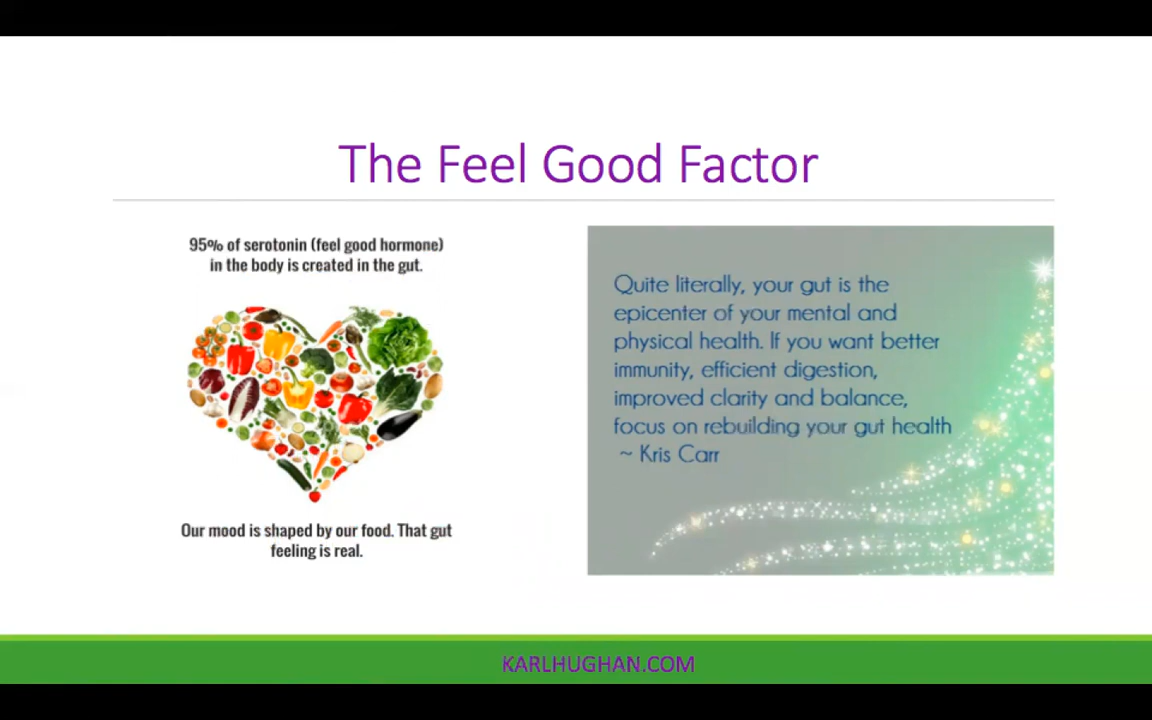 The Feel Good Factor
95% of serotonin (feel good hormone)
in the body is created in the gut.
Our mood is shaped by our food. That gut
feeling is real.
Quite literally, your gut is the
epicenter of your mental and
physical health. If you want better
immunity, efficient digestion,
improved clarity and balance,
focus on rebuilding your gut health
~ Kris Carr
KARLHUGHAN.COM